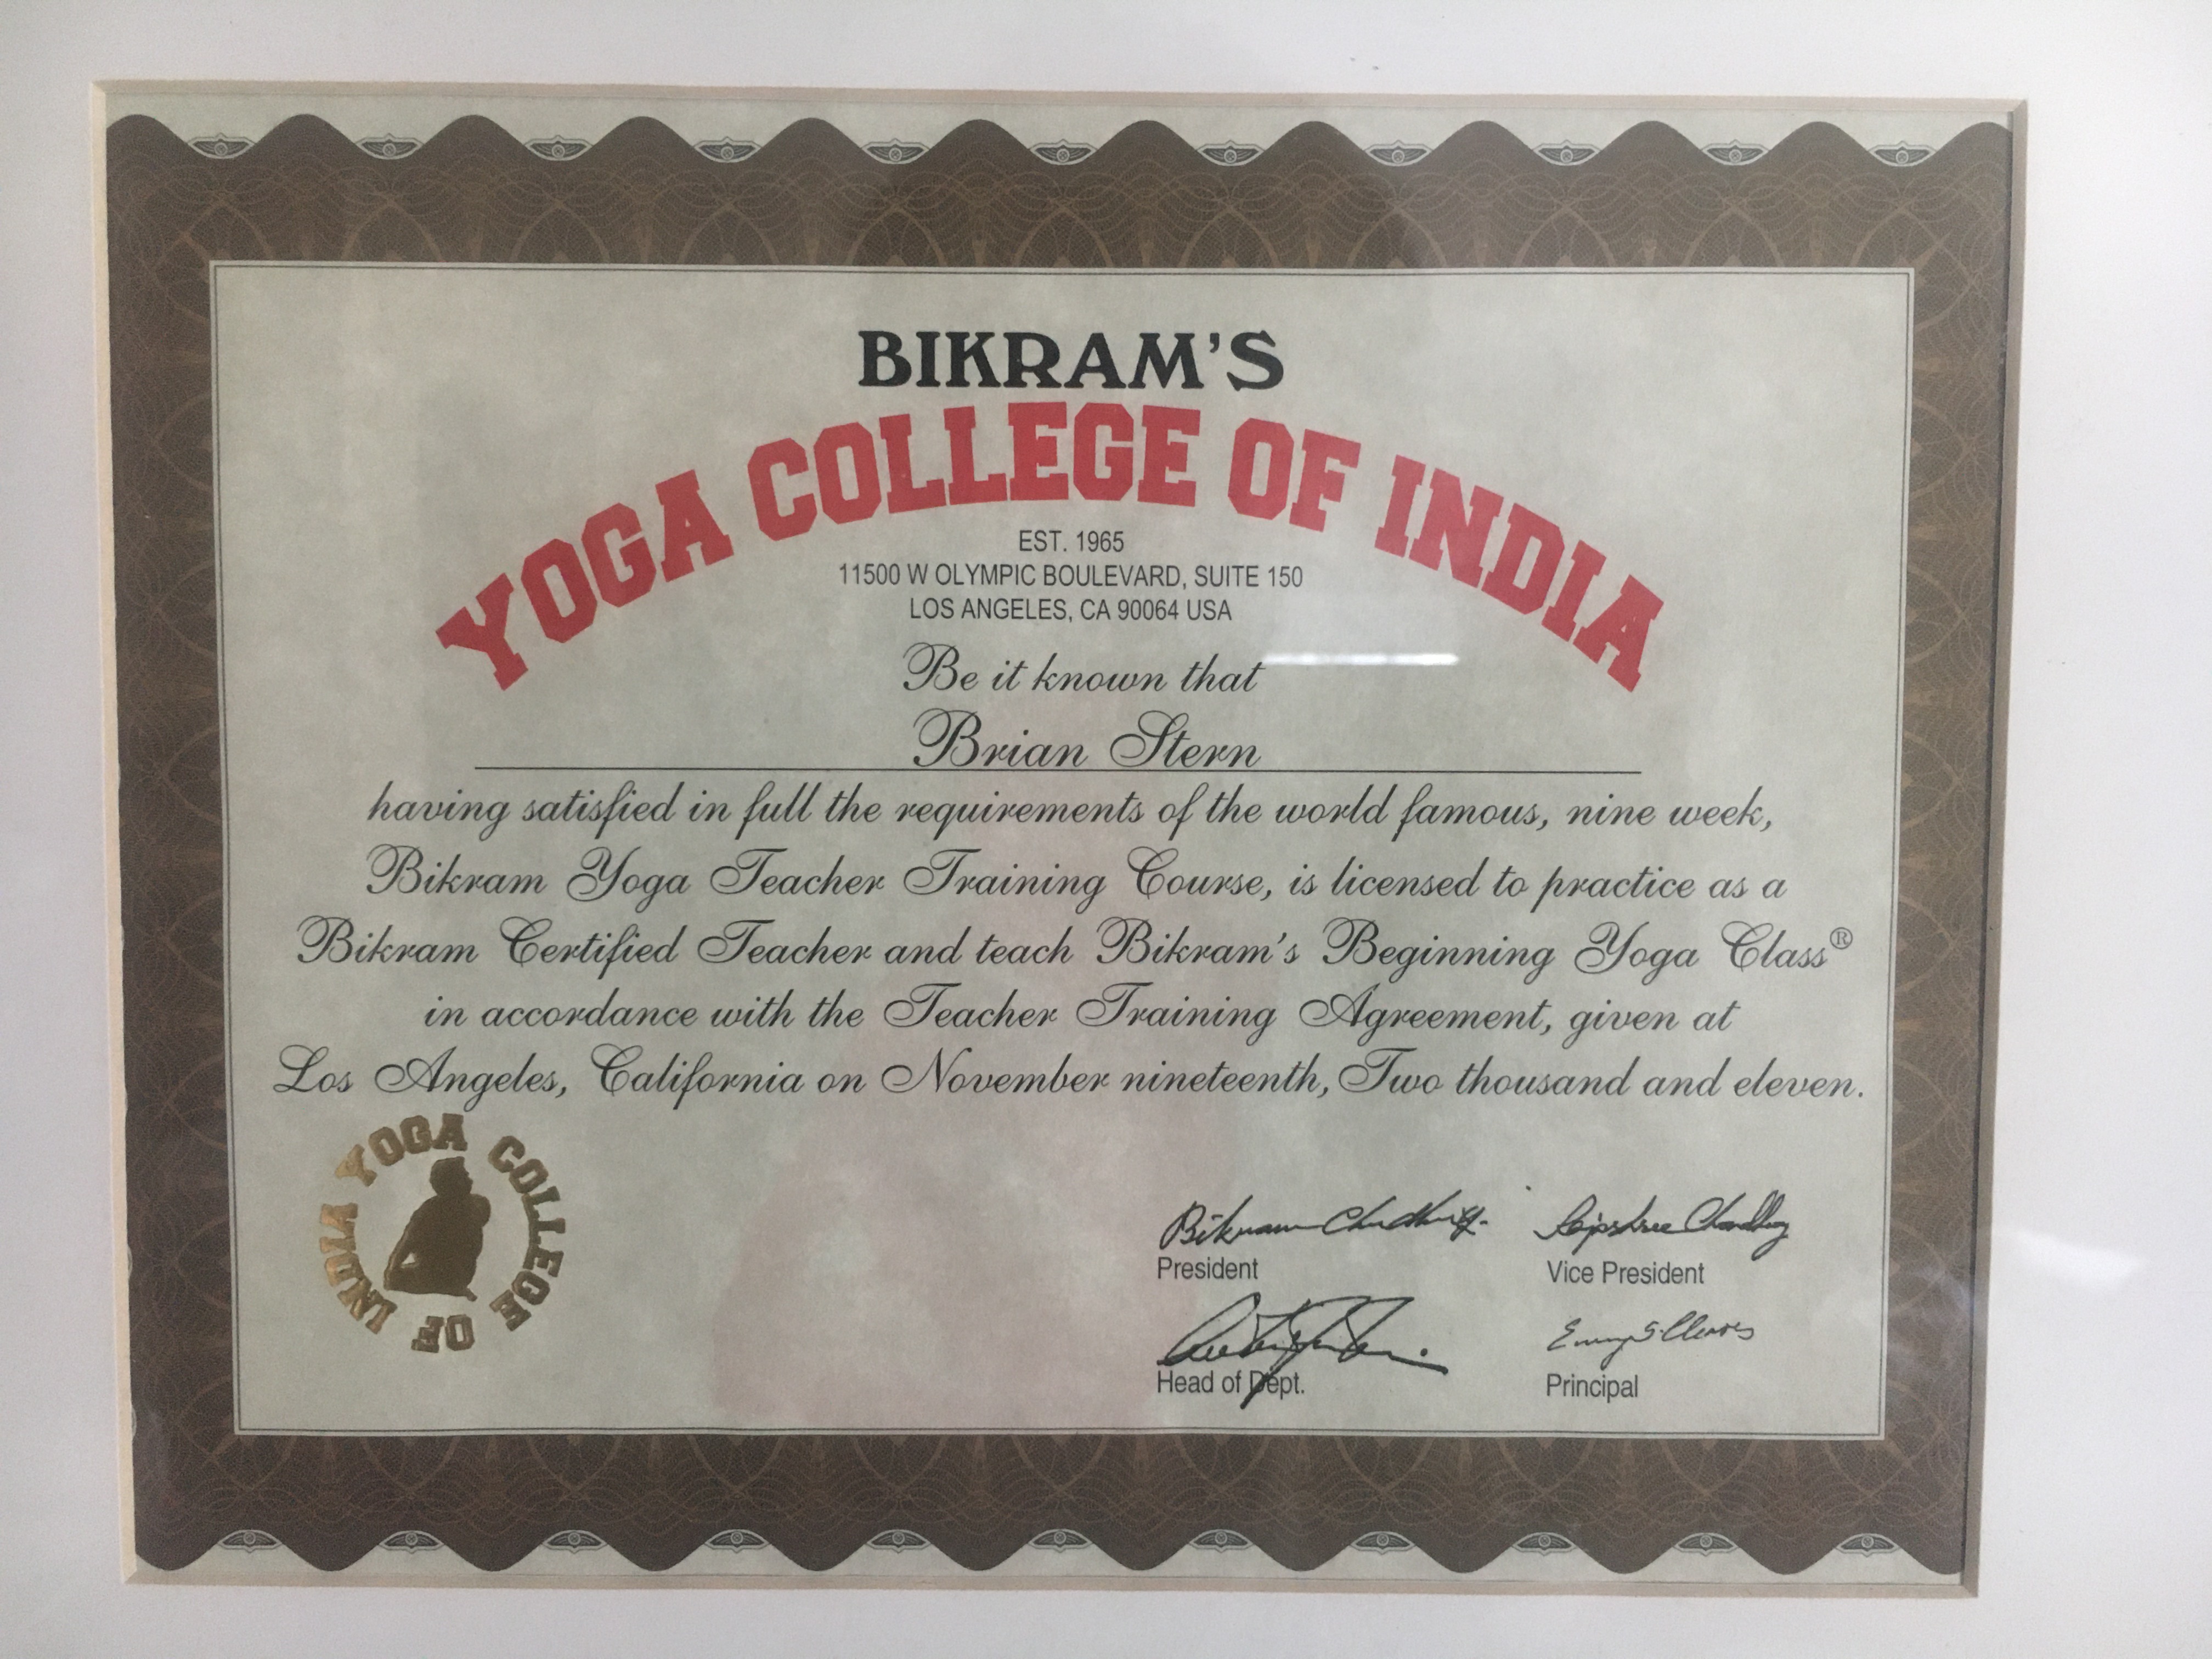 BIKRAM'S
YOGA COLLEGE OF INDIA
EST. 1965
11500 W OLYMPIC BOULEVARD, SUITE 150
LOS ANGELES, CA 90064 USA
Be it known that
Brian Stern
having satisfied in full the requirements of the world famous, nine week,
Bikram Yoga Teacher Training Course, is licensed to practice as a
Bikram Certified Teacher and teach Bikram's Beginning Yoga Class®
in accordance with the Teacher Training Agreement, given at
Los Angeles, California on November nineteenth, Two thousand and eleven.
YOGA COLLEGE OF INDIA
Bikram Choudhury
President
Rajashree Choudhury
Vice President
Head of Dept.
Principal